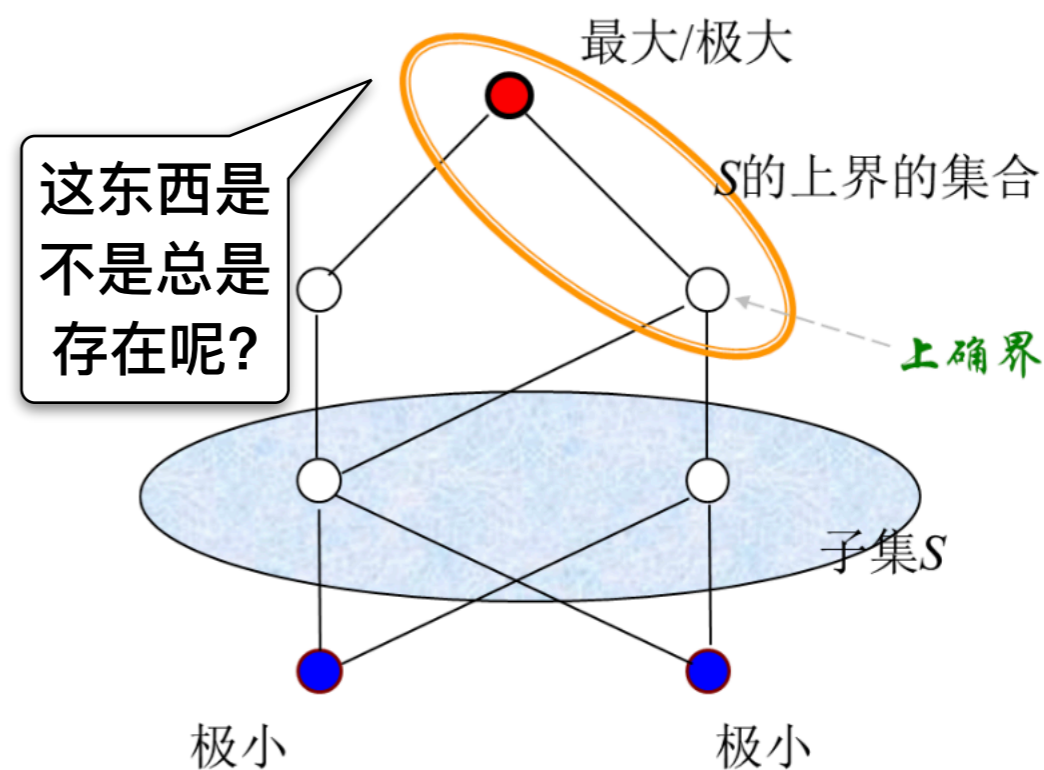 最大/极大
这东西是
不是总是
存在呢?
S的上界的集合
上确界
子集S
极小
极小